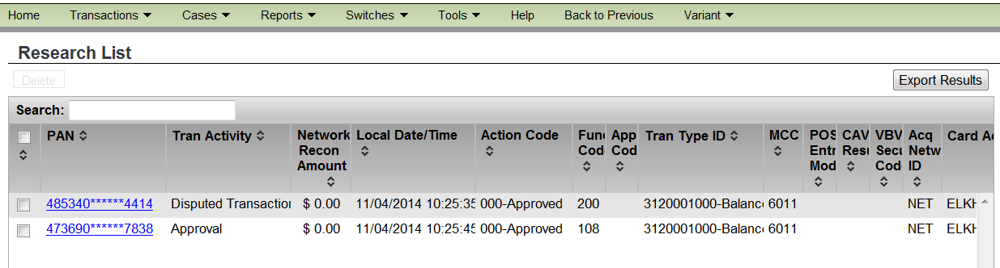 Home Transactions Cases Reports Switches Tools Help Back to Previous Variant
Research List
Delete Export Results
Search:
PAN Tran Activity Network Recon Amount Local Date/Time Action Code Func Code App Cod Tran Type ID MCC POS Entr Mod CAV Resu VBV Secu Cod Acq Netw ID Card Ac
485340******4414 Disputed Transaction $ 0.00 11/04/2014 10:25:35 000-Approved 200 3120001000-Balanc 6011 NET ELKH
473690******7838 Approval $ 0.00 11/04/2014 10:25:45 000-Approved 108 3120001000-Balanc 6011 NET ELKH